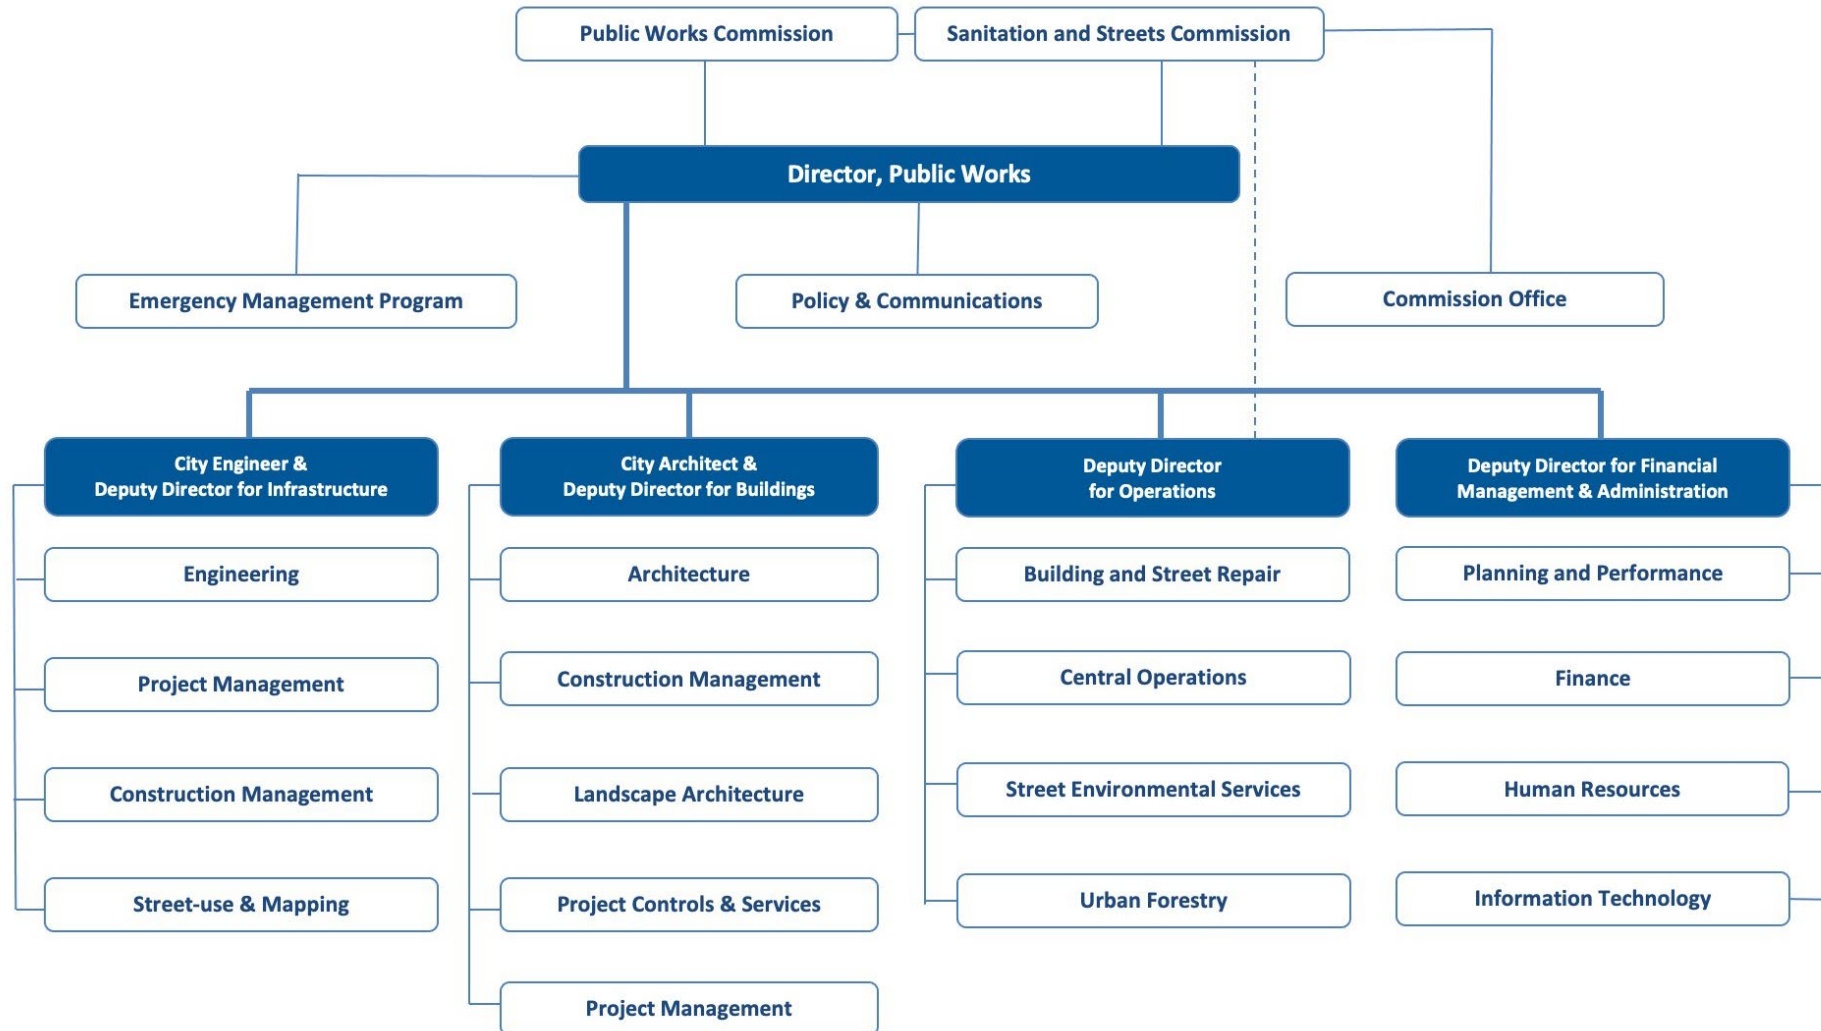 Public Works Commission
Sanitation and Streets Commission
Director, Public Works
Emergency Management Program
Policy & Communications
Commission Office
City Engineer &
Deputy Director for Infrastructure
Engineering
Project Management
Construction Management
Street-use & Mapping
City Architect &
Deputy Director for Buildings
Architecture
Construction Management
Landscape Architecture
Project Controls & Services
Project Management
Deputy Director
for Operations
Building and Street Repair
Central Operations
Street Environmental Services
Urban Forestry
Deputy Director for Financial
Management & Administration
Planning and Performance
Finance
Human Resources
Information Technology